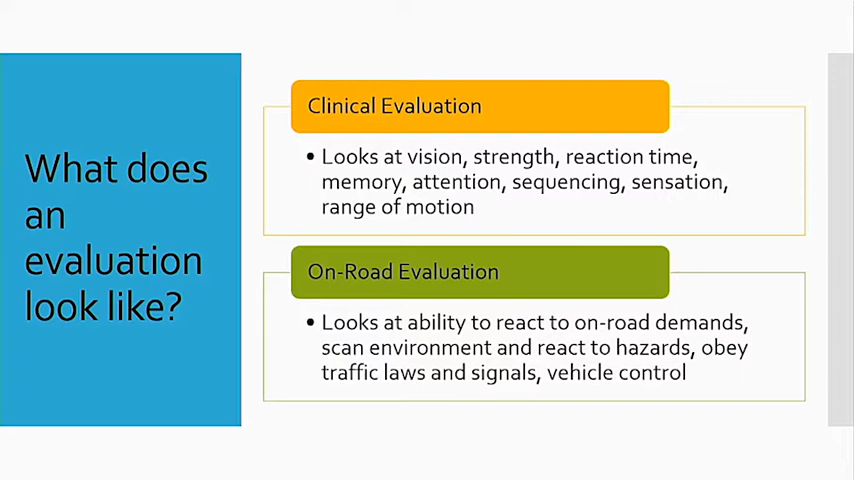 What does
an
evaluation
look like?
Clinical Evaluation
• Looks at vision, strength, reaction time,
memory, attention, sequencing, sensation,
range of motion
On-Road Evaluation
• Looks at ability to react to on-road demands,
scan environment and react to hazards, obey
traffic laws and signals, vehicle control